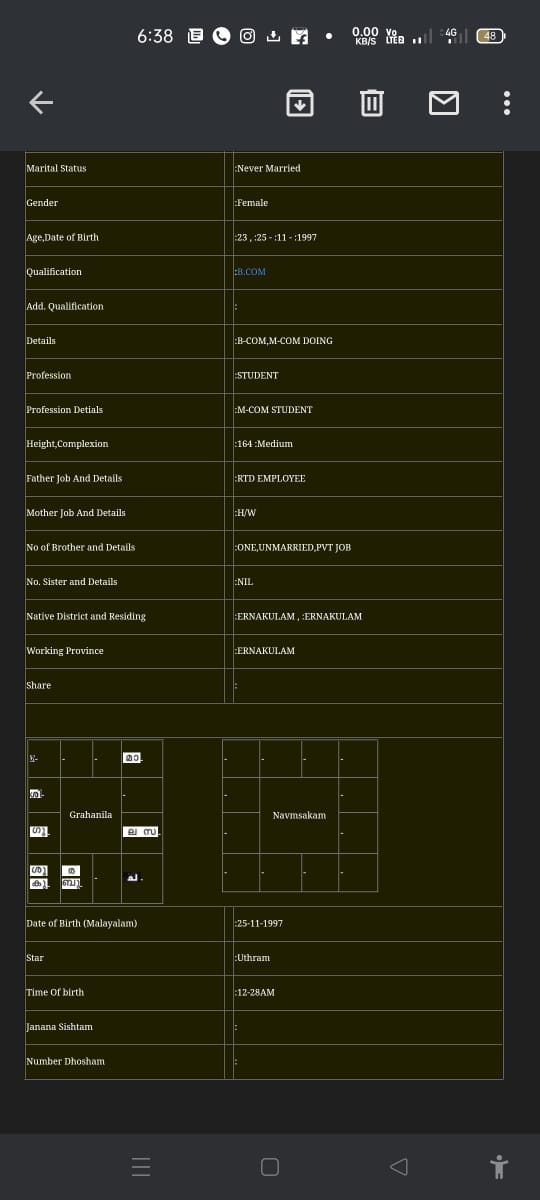 6:38 0.00 KB/S Vo LTE2 4G 48
Marital Status :Never Married
Gender :Female
Age,Date of Birth :23 , :25 - :11 - :1997
Qualification :B.COM
Add. Qualification :
Details :B-COM,M-COM DOING
Profession :STUDENT
Profession Detials :M-COM STUDENT
Height,Complexion :164 :Medium
Father Job And Details :RTD EMPLOYEE
Mother Job And Details :H/W
No of Brother and Details :ONE,UNMARRIED,PVT JOB
No. Sister and Details :NIL
Native District and Residing :ERNAKULAM , :ERNAKULAM
Working Province :ERNAKULAM
Share :
- - - മാ - - - - -
ശ - - - -
Grahanila Navmsakam
ഗു - ല സ - - -
ശു കു - ര ബു - - - - - - -
Date of Birth (Malayalam) :25-11-1997
Star :Uthram
Time Of birth :12-28AM
Janana Sishtam :
Number Dhosham :